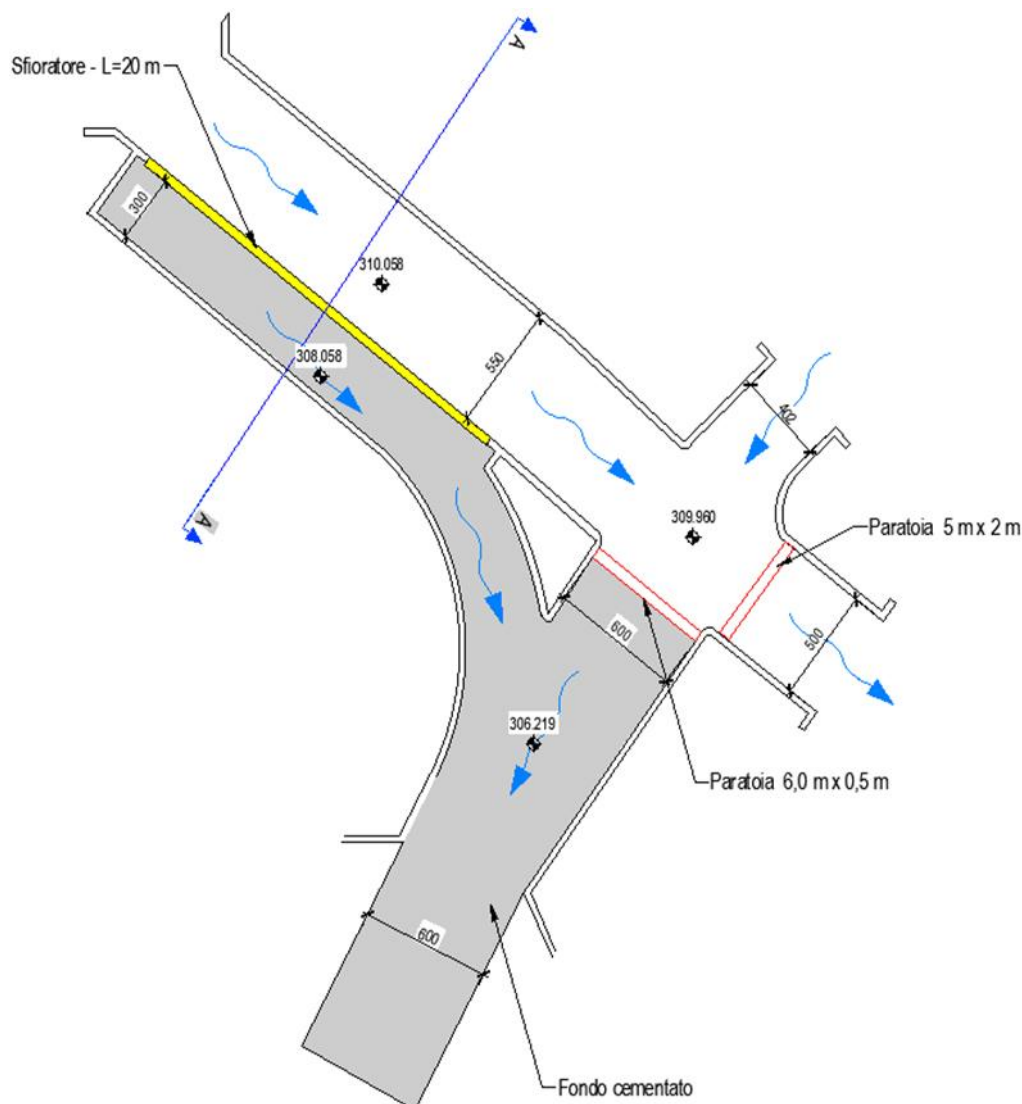 A
Sfioratore - L=20 m
300
310.058
308.058
550
402
309.960
Paratoia 5 m x 2 m
A
600
500
306.219
Paratoia 6,0 m x 0,5 m
600
Fondo cementato